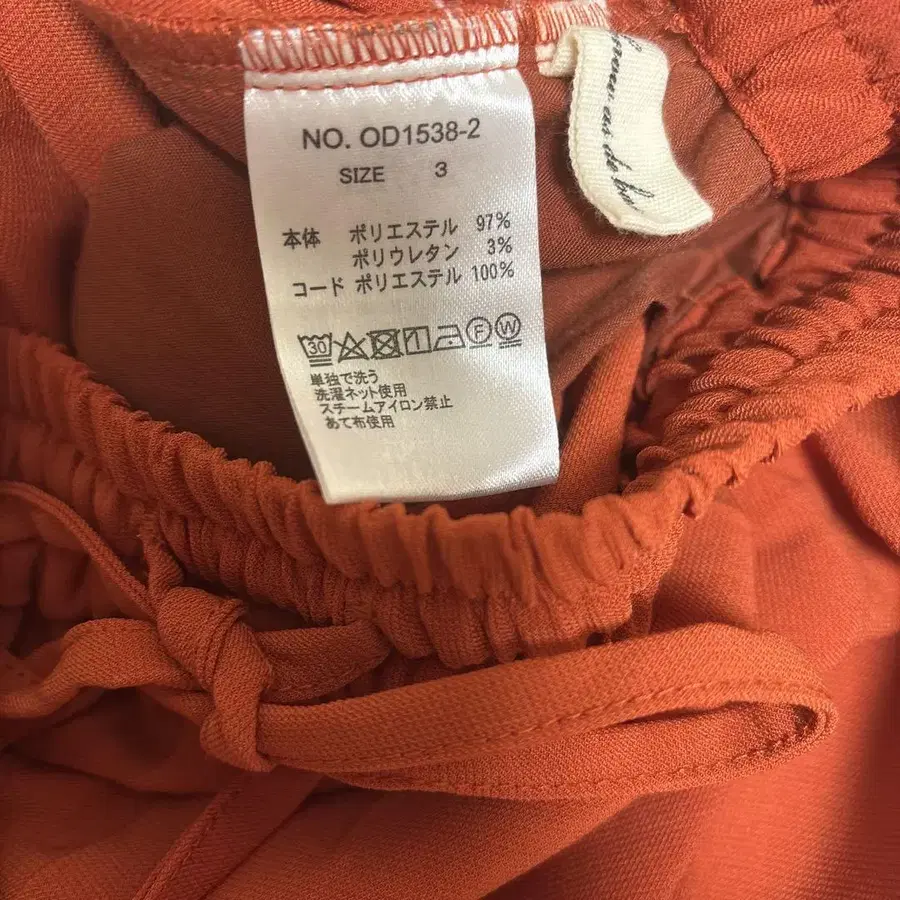 NO. OD1538-2
SIZE 3
本体 ポリエステル 97%
ポリウレタン 3%
コード ポリエステル 100%
30 F W
単独で洗う
洗濯ネット使用
スチームアイロン禁止
あて布使用
de